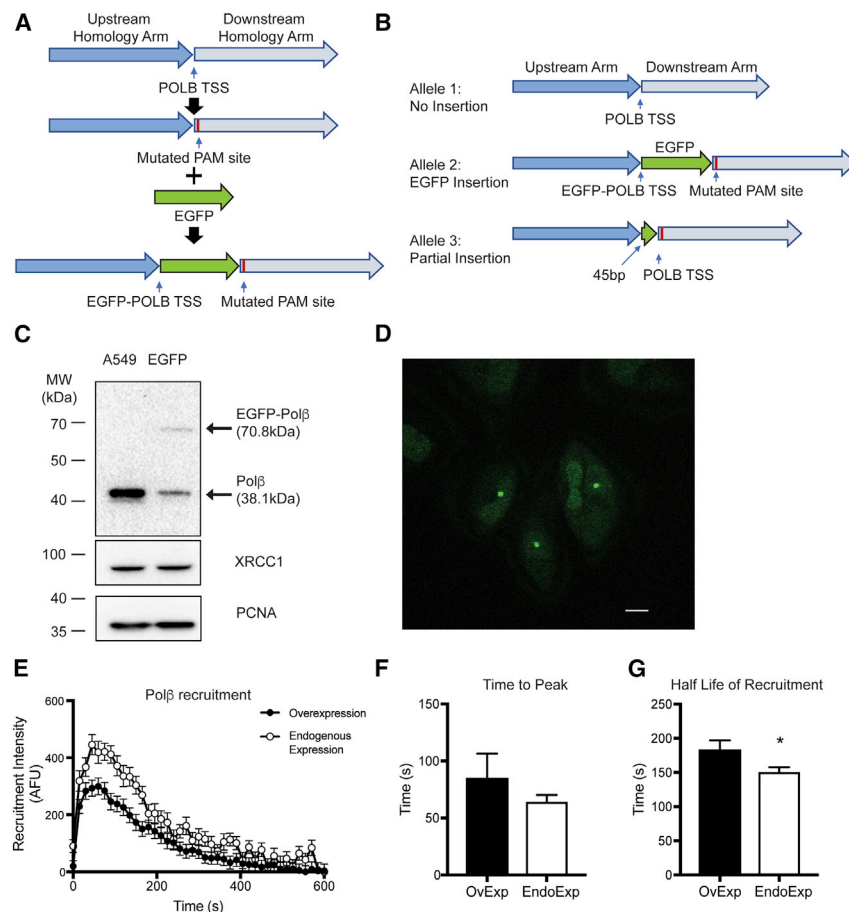 A
Upstream
Homology Arm
Downstream
Homology Arm
POLB TSS
Mutated PAM site
+
EGFP
EGFP-POLB TSS
Mutated PAM site
B
Upstream Arm
Downstream Arm
Allele 1:
No Insertion
POLB TSS
EGFP
Allele 2:
EGFP Insertion
EGFP-POLB TSS
Mutated PAM site
Allele 3:
Partial Insertion
45bp
POLB TSS
C
A549 EGFP
MW
(kDa)
70
50
40
EGFP-Polβ
(70.8kDa)
Polβ
(38.1kDa)
100
XRCC1
40
35
PCNA
D
E
Polβ recruitment
Overexpression
Endogenous
Expression
Recruitment Intensity
(AFU)
600
400
200
0
0 200 400 600
Time (s)
F
Time to Peak
Time (s)
150
100
50
0
OvExp EndoExp
G
Half Life of Recruitment
Time (s)
250
200
150
100
50
0
*
OvExp EndoExp